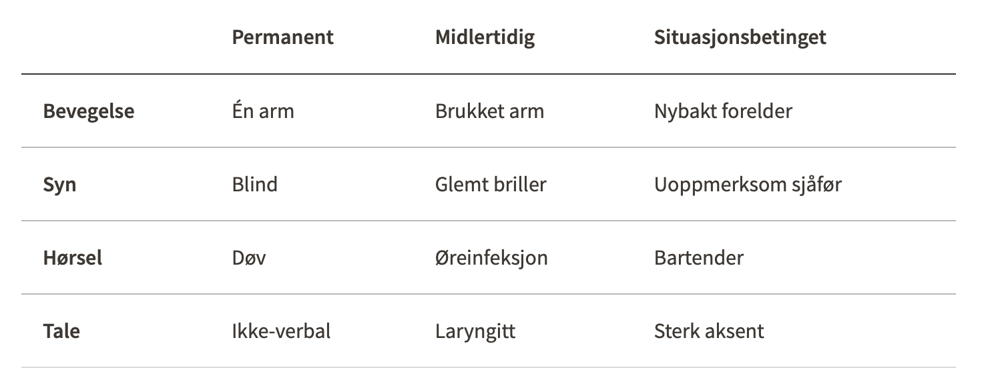 Permanent Midlertidig Situasjonsbetinget
Bevegelse Én arm Brukket arm Nybakt forelder
Syn Blind Glemt briller Uoppmerksom sjåfør
Hørsel Døv Øreinfeksjon Bartender
Tale Ikke-verbal Laryngitt Sterk aksent